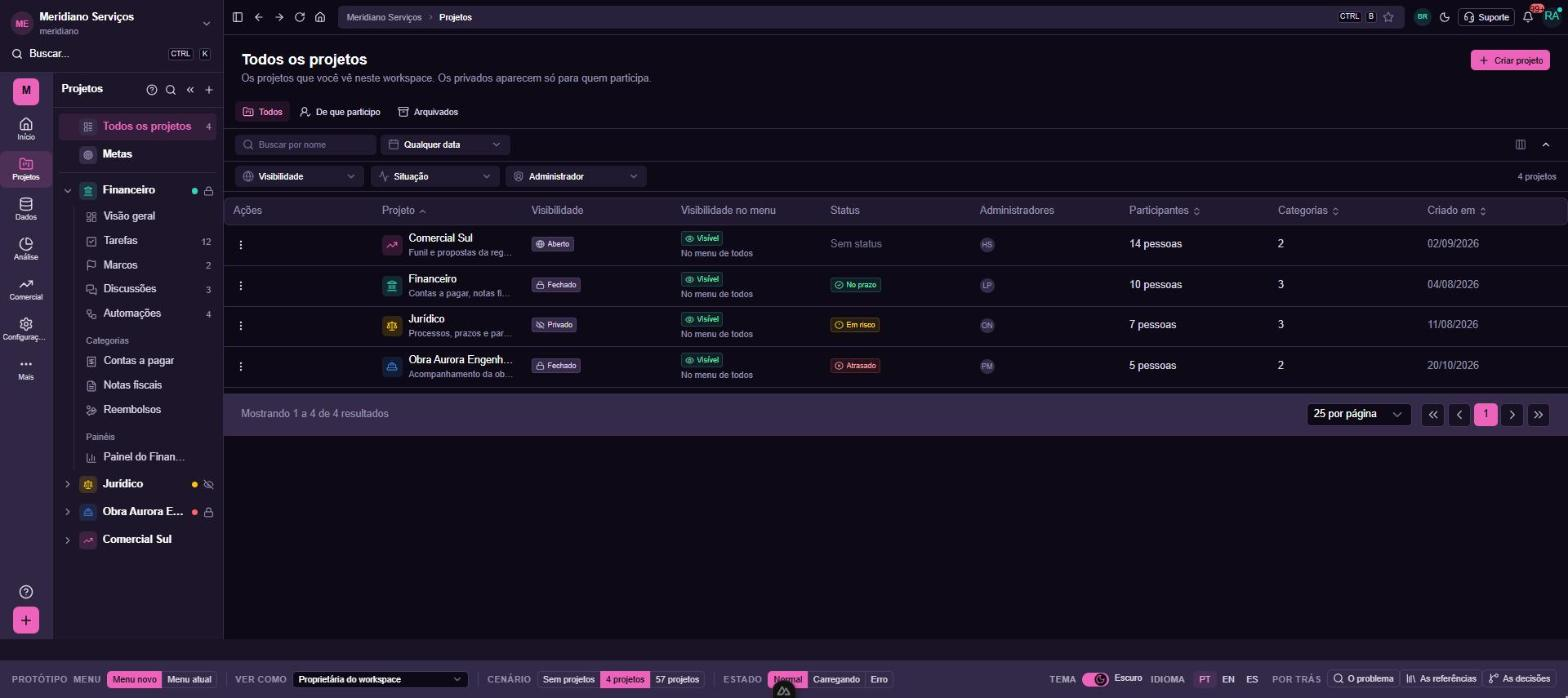 ME Meridiano Serviços
meridiano
Buscar... CTRL K
Meridiano Serviços > Projetos CTRL B BR Suporte 99+ RA
M
Início
Projetos
Dados
Análise
Comercial
Configuraç...
Mais
Projetos
Todos os projetos 4
Metas
Financeiro
Visão geral
Tarefas 12
Marcos 2
Discussões 3
Automações 4
Categorias
Contas a pagar
Notas fiscais
Reembolsos
Painéis
Painel do Finan...
Jurídico
Obra Aurora E...
Comercial Sul
Todos os projetos
Os projetos que você vê neste workspace. Os privados aparecem só para quem participa.
Criar projeto
Todos De que participo Arquivados
Buscar por nome Qualquer data
Visibilidade Situação Administrador 4 projetos
Ações Projeto Visibilidade Visibilidade no menu Status Administradores Participantes Categorias Criado em
Comercial Sul Aberto Visível Sem status HS 14 pessoas 2 02/09/2026
Funil e propostas da reg... No menu de todos
Financeiro Fechado Visível No prazo LP 10 pessoas 3 04/08/2026
Contas a pagar, notas fi... No menu de todos
Jurídico Privado Visível Em risco ON 7 pessoas 3 11/08/2026
Processos, prazos e par... No menu de todos
Obra Aurora Engenh... Fechado Visível Atrasado PM 5 pessoas 2 20/10/2026
Acompanhamento da ob... No menu de todos
Mostrando 1 a 4 de 4 resultados 25 por página 1
PROTÓTIPO MENU Menu novo Menu atual VER COMO Proprietária do workspace CENÁRIO Sem projetos 4 projetos 57 projetos ESTADO Normal Carregando Erro TEMA Escuro IDIOMA PT EN ES POR TRÁS O problema As referências As decisões